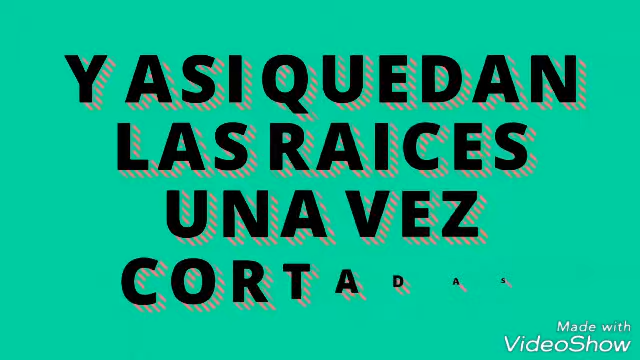 Y ASI QUEDAN
LAS RAICES
UNA VEZ
CORTADAS
Made with
VideoShow